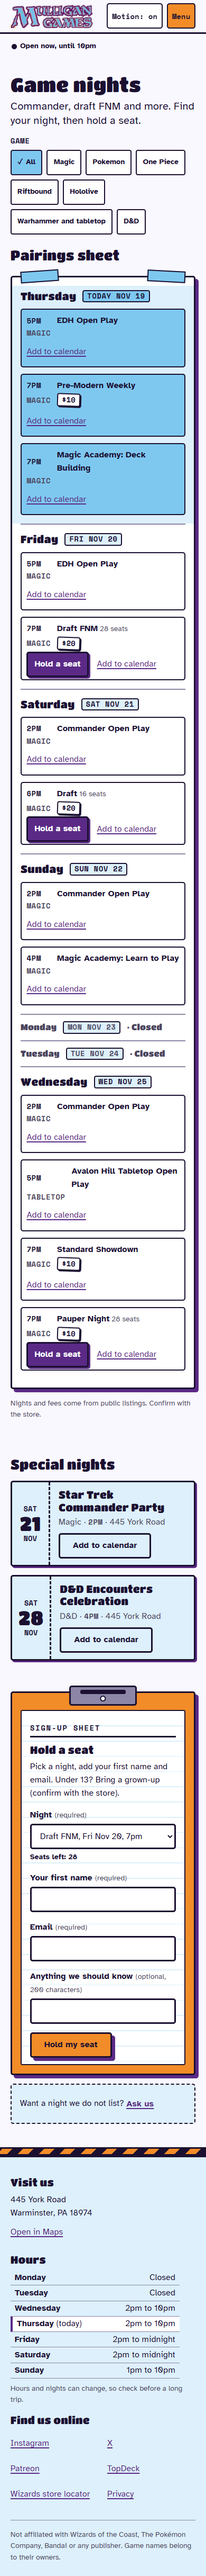 MULLIGAN GAMES
Motion: on
Menu
Open now, until 10pm
Game nights
Commander, draft FNM and more. Find
your night, then hold a seat.
GAME
✓ All
Magic
Pokemon
One Piece
Riftbound
Hololive
Warhammer and tabletop
D&D
Pairings sheet
Thursday TODAY NOV 19
5PM EDH Open Play
MAGIC
Add to calendar
7PM Pre-Modern Weekly
MAGIC $10
Add to calendar
7PM Magic Academy: Deck
Building
MAGIC
Add to calendar
Friday FRI NOV 20
5PM EDH Open Play
MAGIC
Add to calendar
7PM Draft FNM 28 seats
MAGIC $20
Hold a seat Add to calendar
Saturday SAT NOV 21
2PM Commander Open Play
MAGIC
Add to calendar
6PM Draft 16 seats
MAGIC $20
Hold a seat Add to calendar
Sunday SUN NOV 22
2PM Commander Open Play
MAGIC
Add to calendar
4PM Magic Academy: Learn to Play
MAGIC
Add to calendar
Monday MON NOV 23 · Closed
Tuesday TUE NOV 24 · Closed
Wednesday WED NOV 25
2PM Commander Open Play
MAGIC
Add to calendar
5PM Avalon Hill Tabletop Open
Play
TABLETOP
Add to calendar
7PM Standard Showdown
MAGIC $10
Add to calendar
7PM Pauper Night 28 seats
MAGIC $10
Hold a seat Add to calendar
Nights and fees come from public listings. Confirm with
the store.
Special nights
SAT
21
NOV
Star Trek
Commander Party
Magic · 2PM · 445 York Road
Add to calendar
SAT
28
NOV
D&D Encounters
Celebration
D&D · 4PM · 445 York Road
Add to calendar
SIGN-UP SHEET
Hold a seat
Pick a night, add your first name and
email. Under 13? Bring a grown-up
(confirm with the store).
Night (required)
Draft FNM, Fri Nov 20, 7pm
Seats left: 28
Your first name (required)
Email (required)
Anything we should know (optional,
200 characters)
Hold my seat
Want a night we do not list? Ask us
Visit us
445 York Road
Warminster, PA 18974
Open in Maps
Hours
Monday Closed
Tuesday Closed
Wednesday 2pm to 10pm
Thursday (today) 2pm to 10pm
Friday 2pm to midnight
Saturday 2pm to midnight
Sunday 1pm to 10pm
Hours and nights can change, so check before a long
trip.
Find us online
Instagram
X
Patreon
TopDeck
Wizards store locator
Privacy
Not affiliated with Wizards of the Coast, The Pokémon
Company, Bandai or any publisher. Game names belong
to their owners.